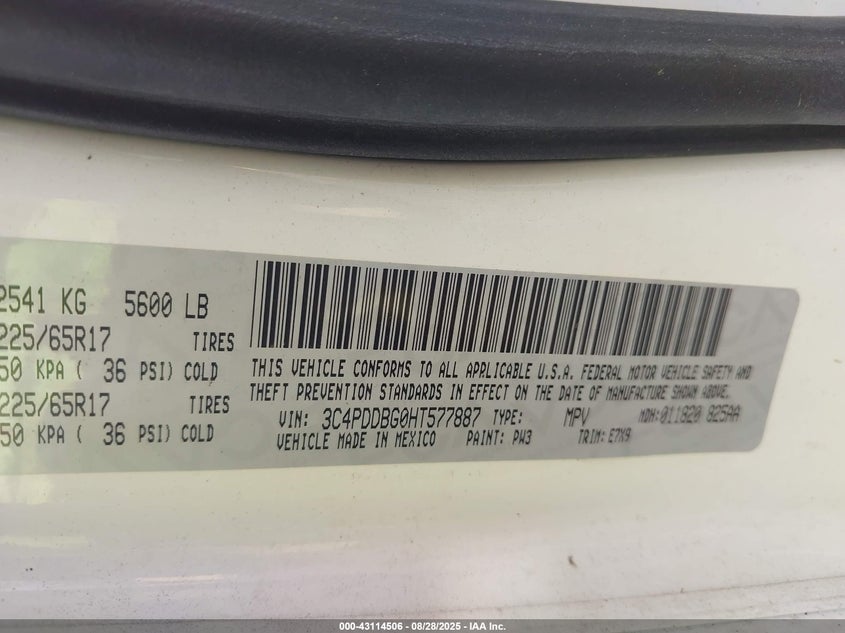 2541 KG 5600 LB
225/65R17 TIRES
50 KPA ( 36 PSI) COLD
225/65R17 TIRES
50 KPA ( 36 PSI) COLD
THIS VEHICLE CONFORMS TO ALL APPLICABLE U.S.A. FEDERAL MOTOR VEHICLE SAFETY AND
THEFT PREVENTION STANDARDS IN EFFECT ON THE DATE OF MANUFACTURE SHOWN ABOVE.
VIN: 3C4PDDBG0HT577887 TYPE: MPV MDH:011820 825AA
VEHICLE MADE IN MEXICO PAINT: PW3 TRIM: E7X9
000-43114506 - 08/28/2025 - IAA Inc.